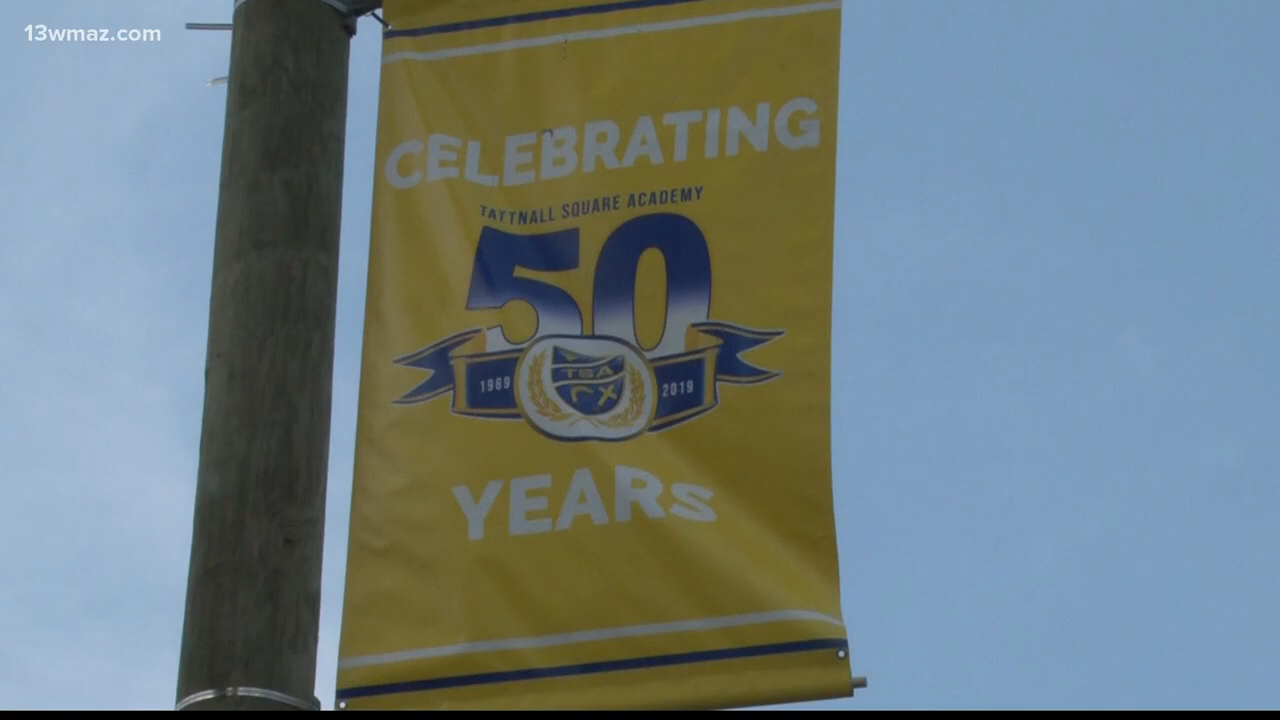 13wmaz.com
CELEBRATING
TATTNALL SQUARE ACADEMY
50
1969 TSA 2019
YEARS